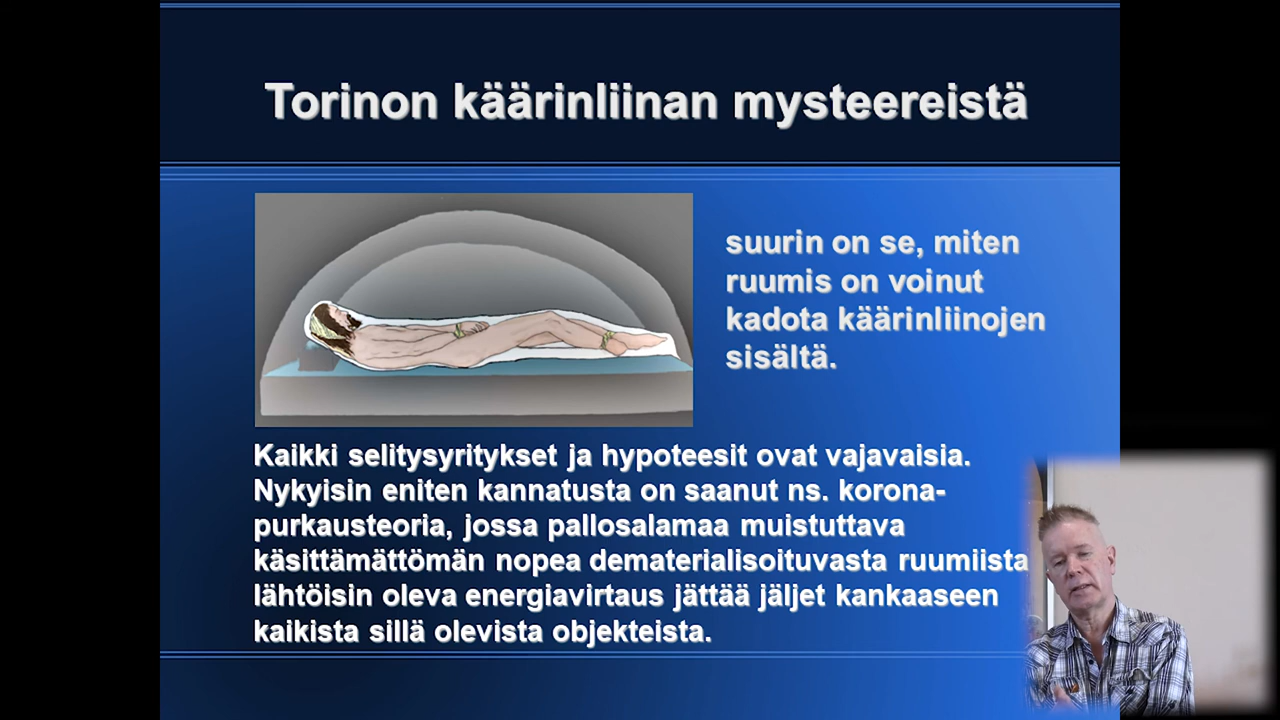 Torinon käärinliinan mysteereistä
suurin on se, miten
ruumis on voinut
kadota käärinliinojen
sisältä.
Kaikki selitysyritykset ja hypoteesit ovat vajavaisia.
Nykyisin eniten kannatusta on saanut ns. korona-
purkausteoria, jossa pallosalamaa muistuttava
käsittämättömän nopea dematerialisoituvasta ruumiista
lähtöisin oleva energiavirtaus jättää jäljet kankaaseen
kaikista sillä olevista objekteista.